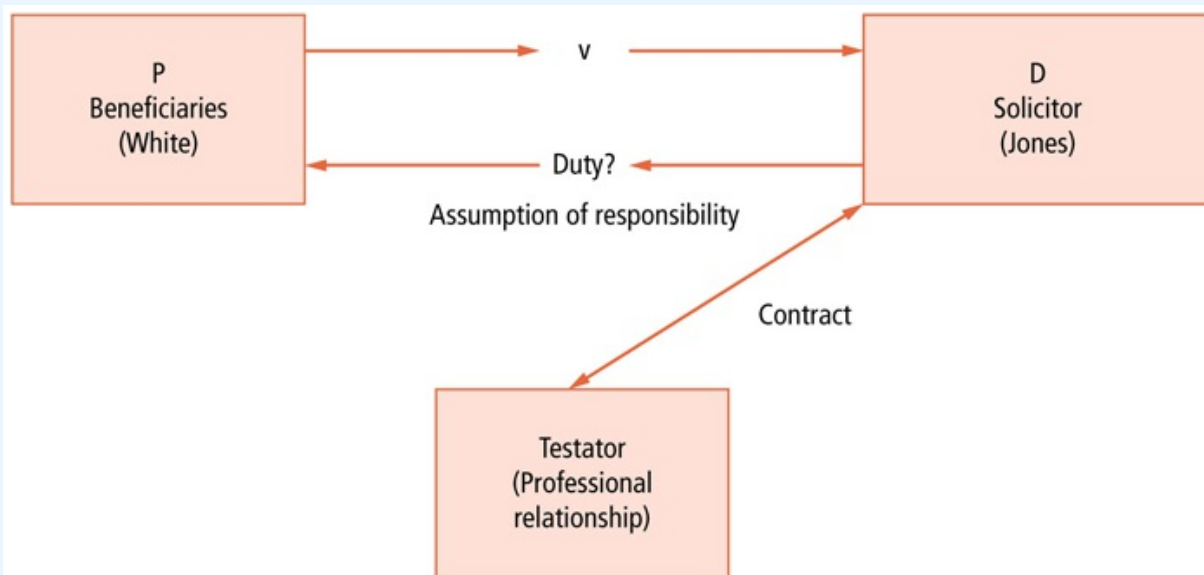 P
Beneficiaries
(White)
v
D
Solicitor
(Jones)
Duty?
Assumption of responsibility
Contract
Testator
(Professional
relationship)